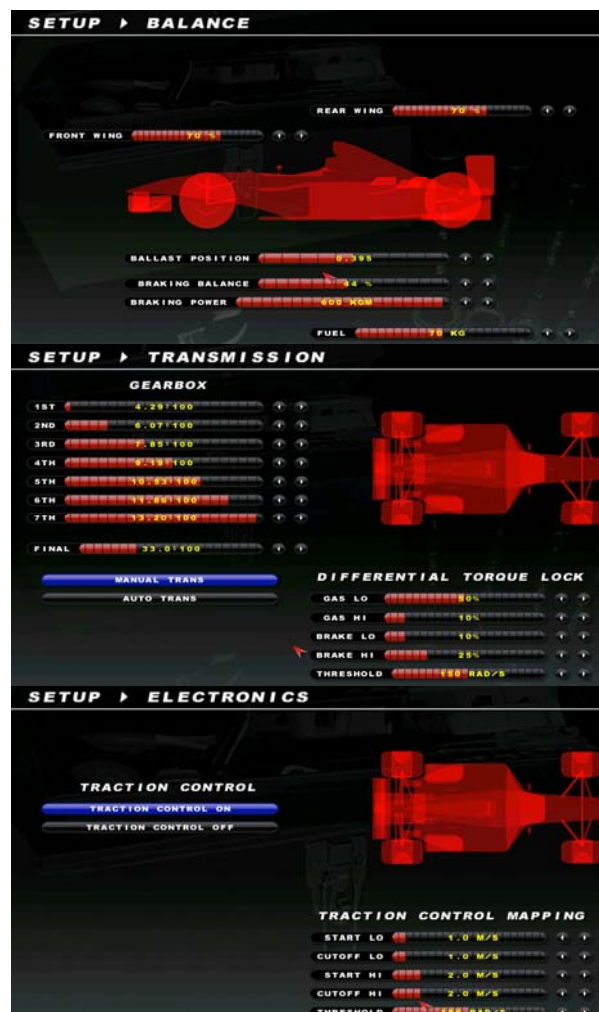 SETUP ▸ BALANCE
REAR WING 70 %
FRONT WING 70 %
BALLAST POSITION 0.395
BRAKING BALANCE 44 %
BRAKING POWER 600 KGM
FUEL 70 KG
SETUP ▸ TRANSMISSION
GEARBOX
1ST 4.29:100
2ND 6.07:100
3RD 7.85:100
4TH 9.19:100
5TH 10.53:100
6TH 11.86:100
7TH 13.20:100
FINAL 33.0:100
MANUAL TRANS
AUTO TRANS
DIFFERENTIAL TORQUE LOCK
GAS LO 50%
GAS HI 10%
BRAKE LO 10%
BRAKE HI 25%
THRESHOLD 150 RAD/S
SETUP ▸ ELECTRONICS
TRACTION CONTROL
TRACTION CONTROL ON
TRACTION CONTROL OFF
TRACTION CONTROL MAPPING
START LO 1.0 M/S
CUTOFF LO 1.0 M/S
START HI 2.0 M/S
CUTOFF HI 2.0 M/S
THRESHOLD 150 RAD/S